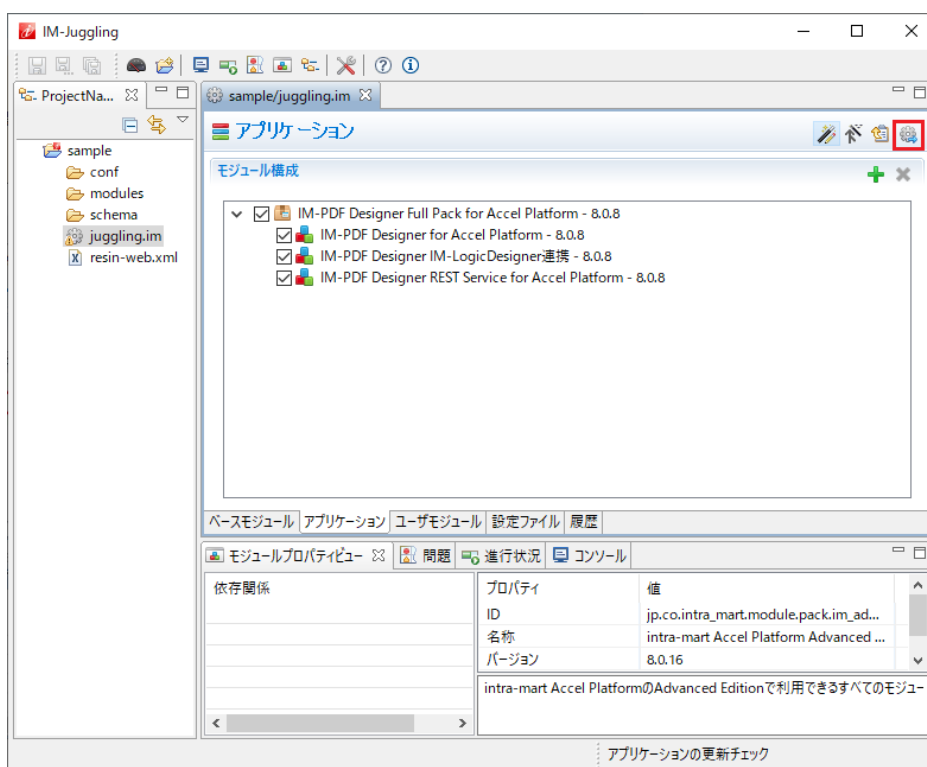 IM-Juggling
ProjectNa...
sample/juggling.im
アプリケーション
sample
conf
modules
schema
juggling.im
resin-web.xml
モジュール構成
IM-PDF Designer Full Pack for Accel Platform - 8.0.8
IM-PDF Designer for Accel Platform - 8.0.8
IM-PDF Designer IM-LogicDesigner連携 - 8.0.8
IM-PDF Designer REST Service for Accel Platform - 8.0.8
ベースモジュール アプリケーション ユーザモジュール 設定ファイル 履歴
モジュールプロパティビュー 問題 進行状況 コンソール
依存関係
プロパティ 値
ID jp.co.intra_mart.module.pack.im_ad...
名称 intra-mart Accel Platform Advanced ...
バージョン 8.0.16
intra-mart Accel PlatformのAdvanced Editionで利用できるすべてのモジュー
アプリケーションの更新チェック